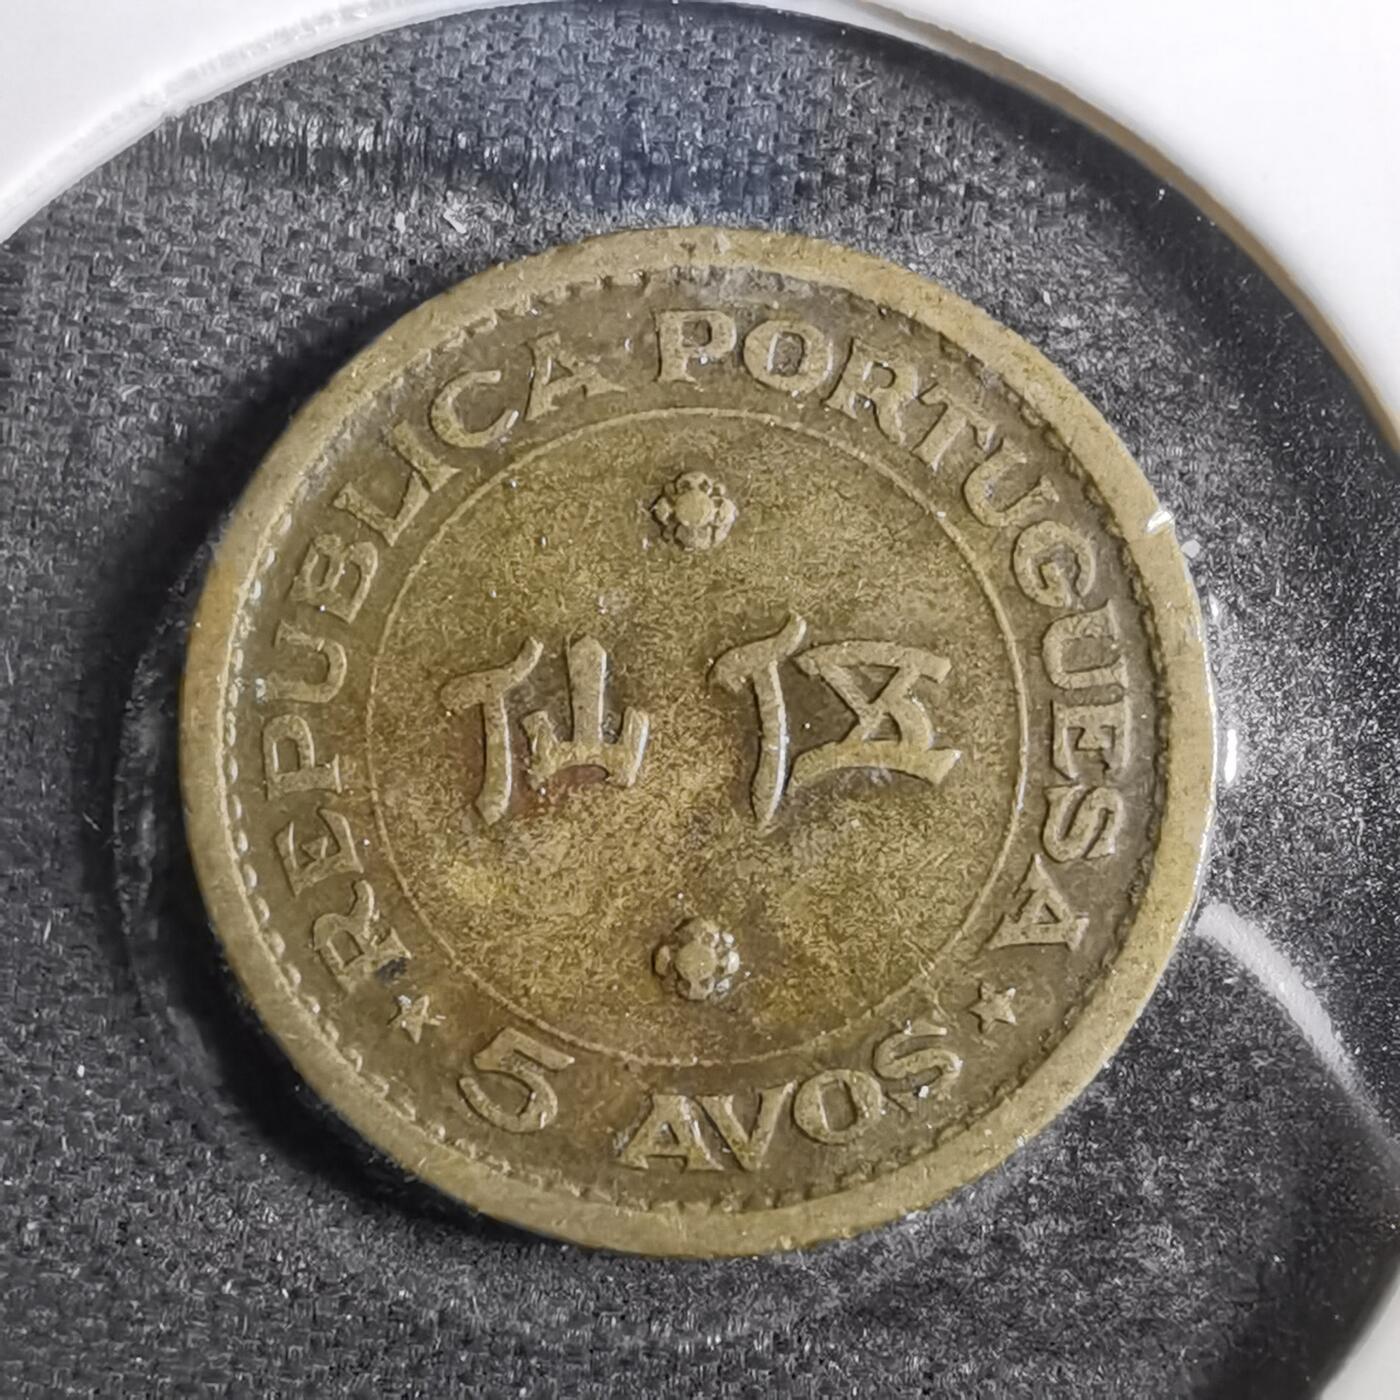 REPUBLICA PORTUGUESA
仙伍
★ 5 AVOS ★